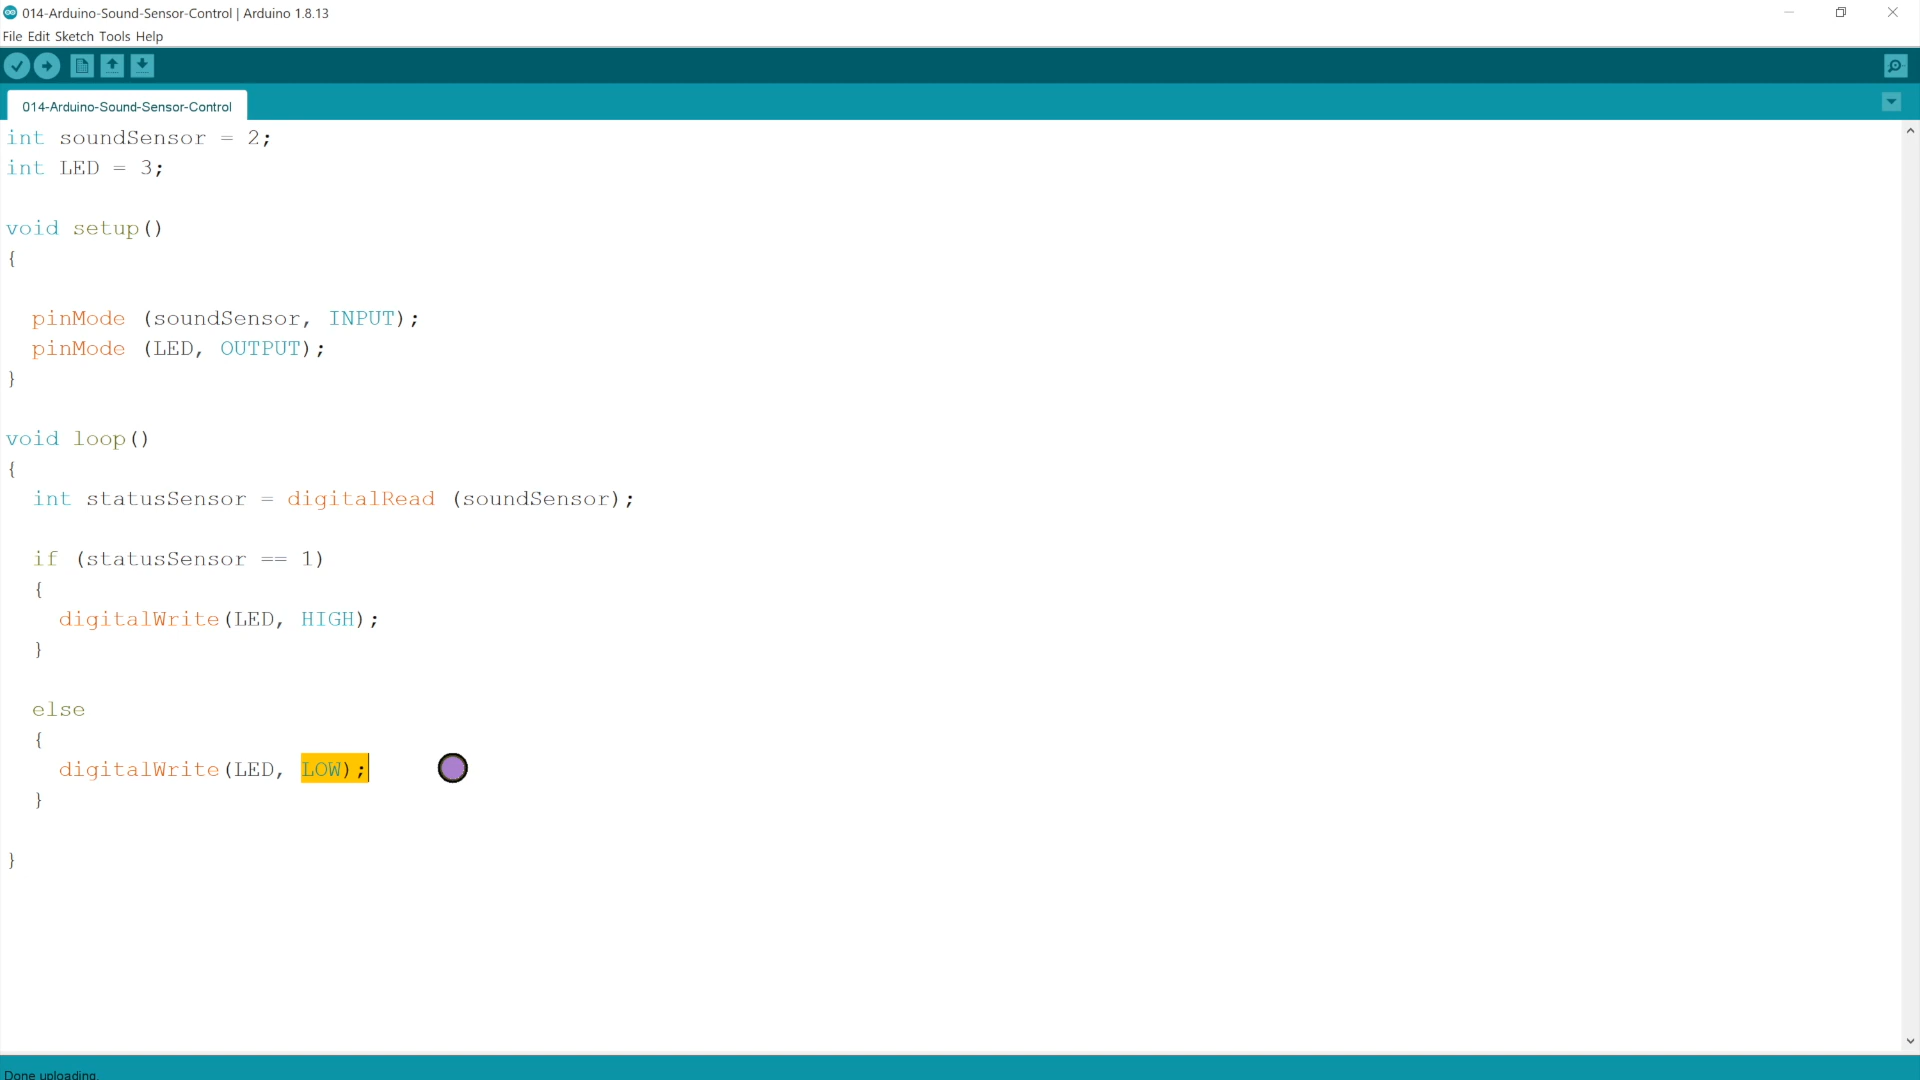 014-Arduino-Sound-Sensor-Control | Arduino 1.8.13
File Edit Sketch Tools Help
014-Arduino-Sound-Sensor-Control
int soundSensor = 2;
int LED = 3;
void setup()
{
pinMode (soundSensor, INPUT);
pinMode (LED, OUTPUT);
}
void loop()
{
int statusSensor = digitalRead (soundSensor);
if (statusSensor == 1)
{
digitalWrite(LED, HIGH);
}
else
{
digitalWrite(LED, LOW);
}
}
Done uploading.